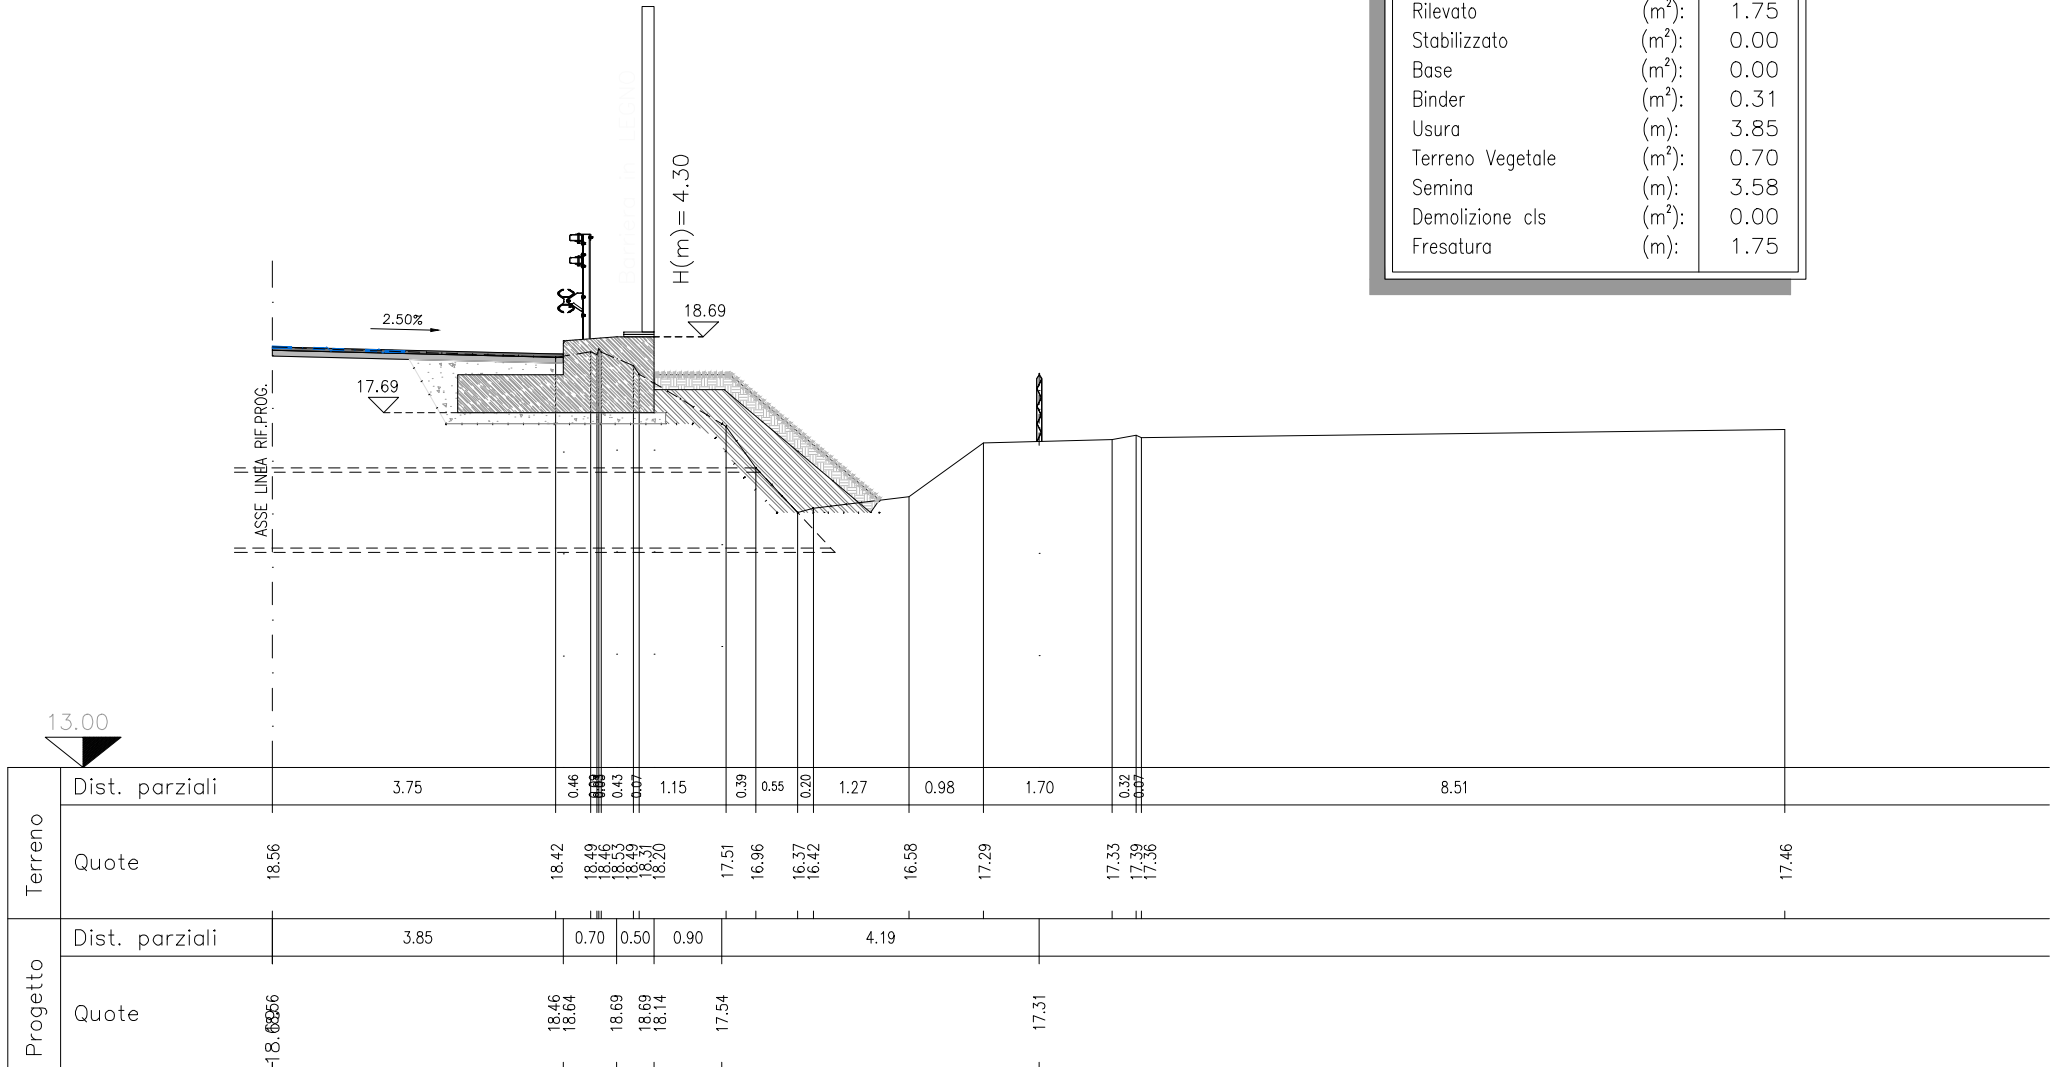 Rilevato (m²): 1.75
Stabilizzato (m²): 0.00
Base (m²): 0.00
Binder (m²): 0.31
Usura (m): 3.85
Terreno Vegetale (m²): 0.70
Semina (m): 3.58
Demolizione cls (m²): 0.00
Fresatura (m): 1.75
H(m)= 4.30
18.69
2.50%
17.69
ASSE LINEA RIF.PROG.
13.00
Terreno
Dist. parziali 3.75 0.46 0.43 0.07 1.15 0.39 0.55 0.20 1.27 0.98 1.70 0.32 0.07 8.51
Quote 18.56 18.42 18.49 18.46 18.53 18.49 18.31 18.20 17.51 16.96 16.37 16.42 16.58 17.29 17.33 17.39 17.36 17.46
Progetto
Dist. parziali 3.85 0.70 0.50 0.90 4.19
Quote 18.46 18.64 18.69 18.69 18.14 17.54 17.31